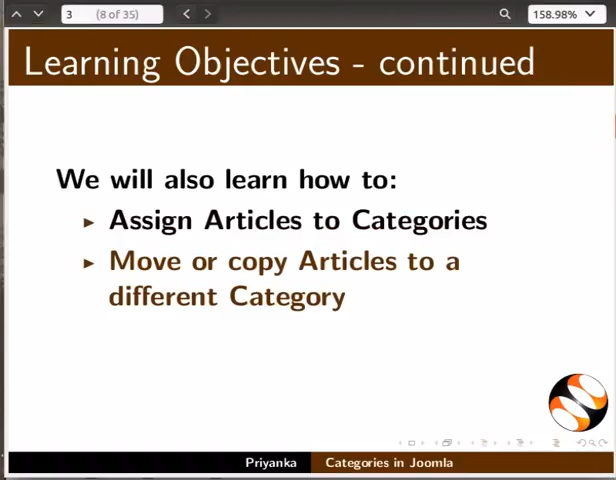 3 (8 of 35) 158.98%
Learning Objectives - continued
We will also learn how to:
Assign Articles to Categories
Move or copy Articles to a
different Category
Priyanka Categories in Joomla